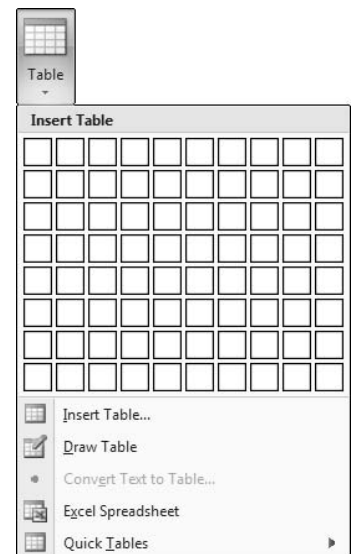 Table
Insert Table
Insert Table...
Draw Table
Convert Text to Table...
Excel Spreadsheet
Quick Tables